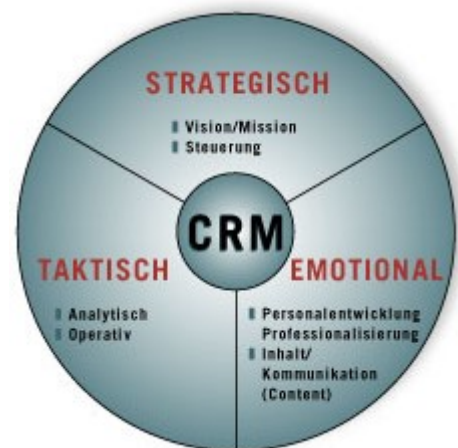 STRATEGISCH
Vision/Mission
Steuerung
CRM
TAKTISCH
Analytisch
Operativ
EMOTIONAL
Personalentwicklung
Professionalisierung
Inhalt/
Kommunikation
(Content)